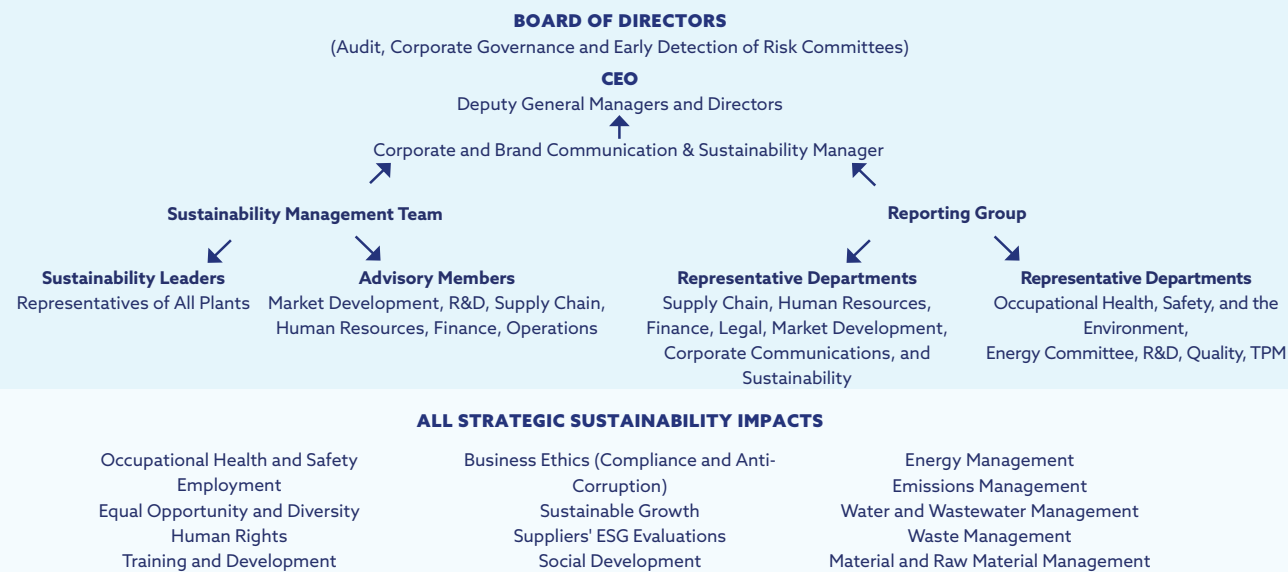 BOARD OF DIRECTORS
(Audit, Corporate Governance and Early Detection of Risk Committees)
CEO
Deputy General Managers and Directors
Corporate and Brand Communication & Sustainability Manager
Sustainability Management Team
Reporting Group
Sustainability Leaders
Representatives of All Plants
Advisory Members
Market Development, R&D, Supply Chain,
Human Resources, Finance, Operations
Representative Departments
Supply Chain, Human Resources,
Finance, Legal, Market Development,
Corporate Communications, and
Sustainability
Representative Departments
Occupational Health, Safety, and the
Environment,
Energy Committee, R&D, Quality, TPM
ALL STRATEGIC SUSTAINABILITY IMPACTS
Occupational Health and Safety
Employment
Equal Opportunity and Diversity
Human Rights
Training and Development
Business Ethics (Compliance and Anti-
Corruption)
Sustainable Growth
Suppliers' ESG Evaluations
Social Development
Energy Management
Emissions Management
Water and Wastewater Management
Waste Management
Material and Raw Material Management